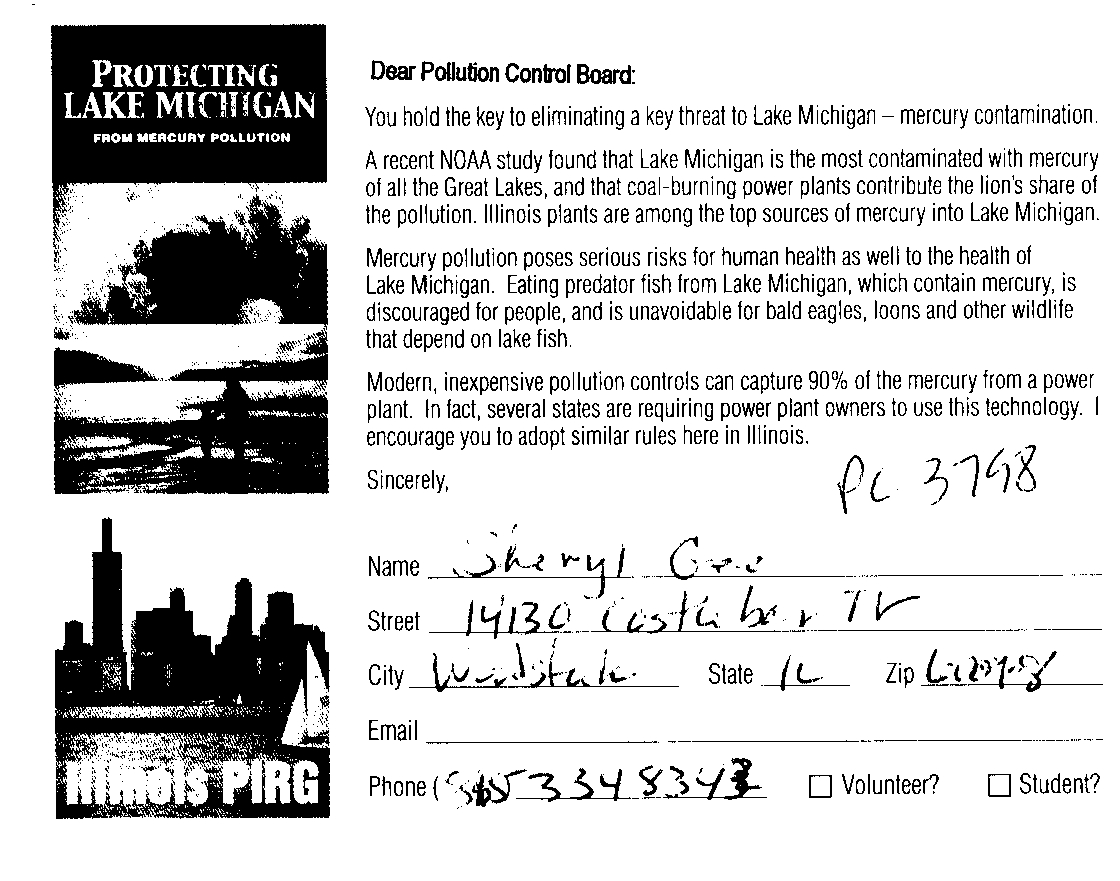 PROTECTING
LAKE MICHIGAN
FROM MERCURY POLLUTION
Dear Pollution Control Board:
You hold the key to eliminating a key threat to Lake Michigan – mercury contamination.
A recent NOAA study found that Lake Michigan is the most contaminated with mercury
of all the Great Lakes, and that coal-burning power plants contribute the lion's share of
the pollution. Illinois plants are among the top sources of mercury into Lake Michigan.
Mercury pollution poses serious risks for human health as well to the health of
Lake Michigan. Eating predator fish from Lake Michigan, which contain mercury, is
discouraged for people, and is unavoidable for bald eagles, loons and other wildlife
that depend on lake fish.
Modern, inexpensive pollution controls can capture 90% of the mercury from a power
plant. In fact, several states are requiring power plant owners to use this technology. I
encourage you to adopt similar rules here in Illinois.
Sincerely,
PC 3798
Name Sheryl
Street 14130 Castlebar Tr
City State IL Zip
Email
Phone ( 334 834
Volunteer? Student?
Illinois PIRG